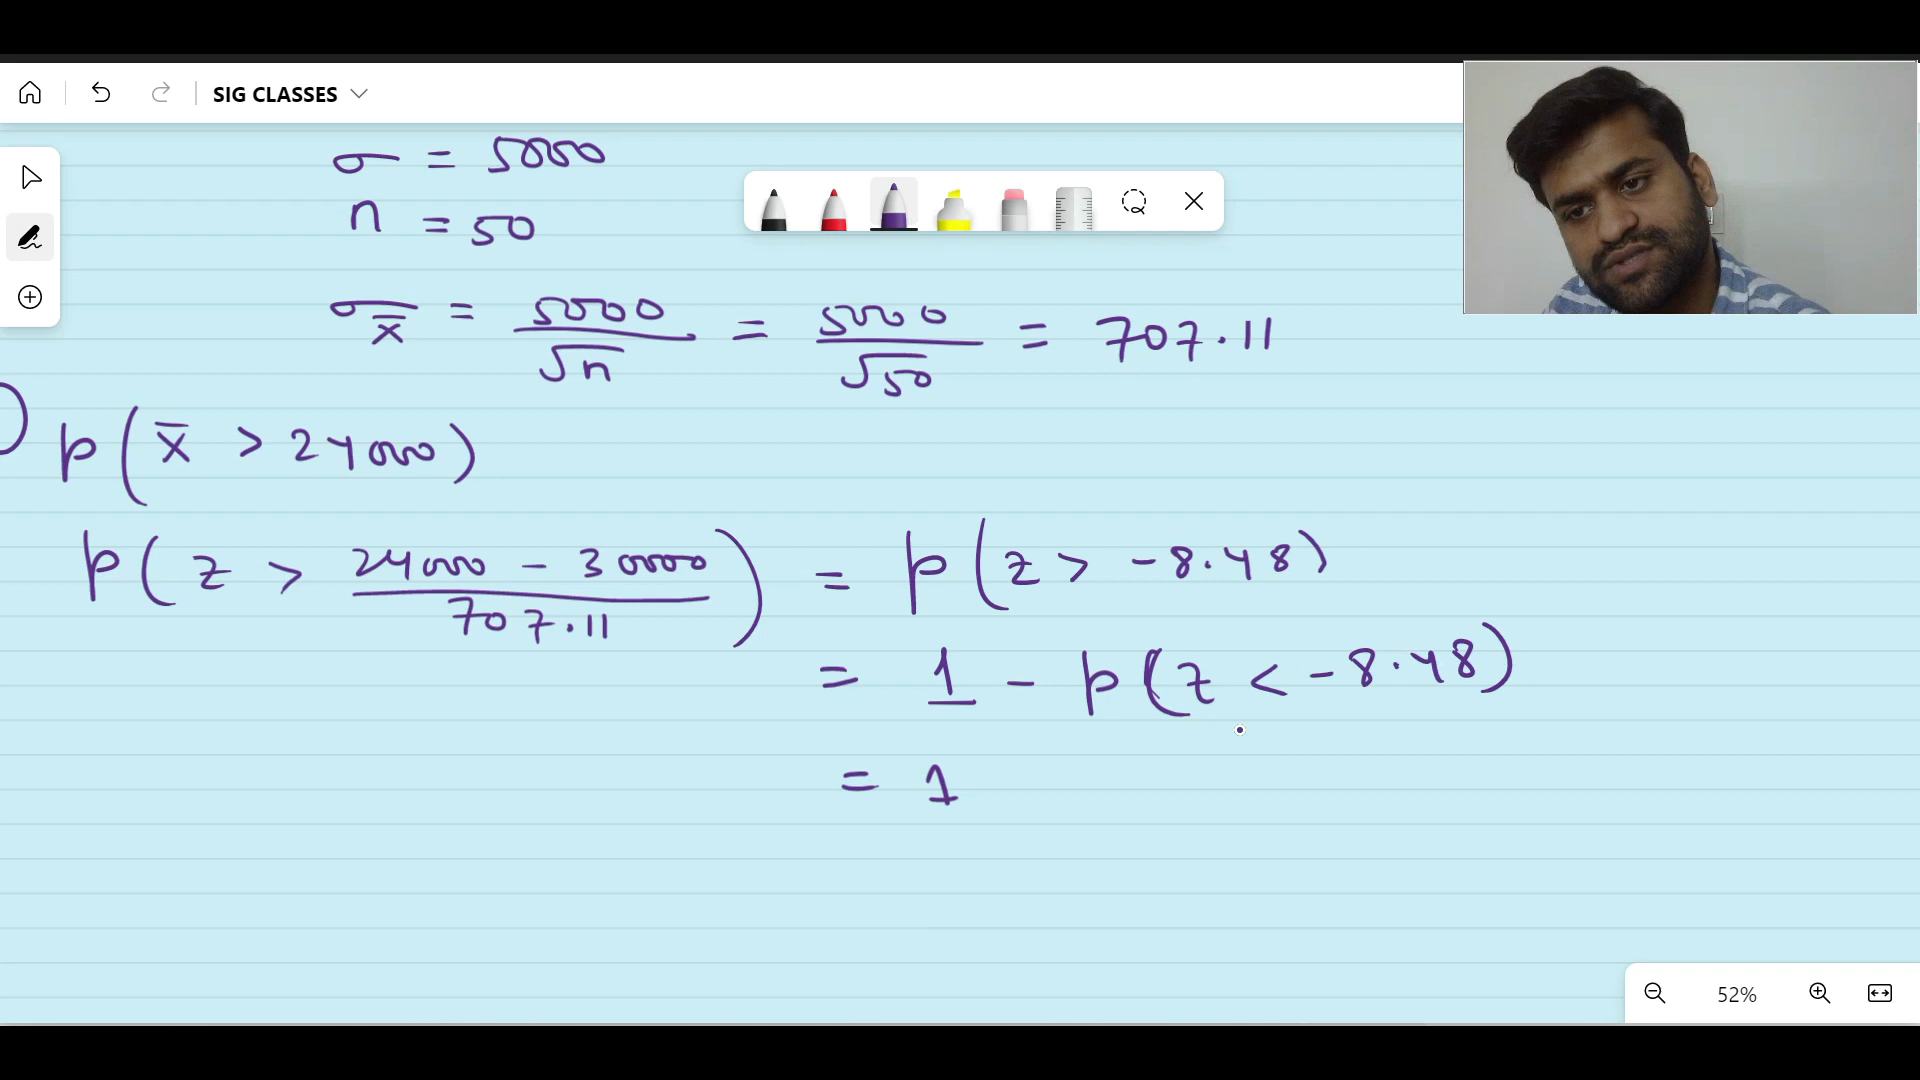 SIG CLASSES
σ = 5000
n = 50
σx̄ = 5000/√n = 5000/√50 = 707.11
p(x̄ > 24000)
p(z > (24000 - 30000)/707.11) = p(z > -8.48)
= 1 - p(z < -8.48)
= 1
52%